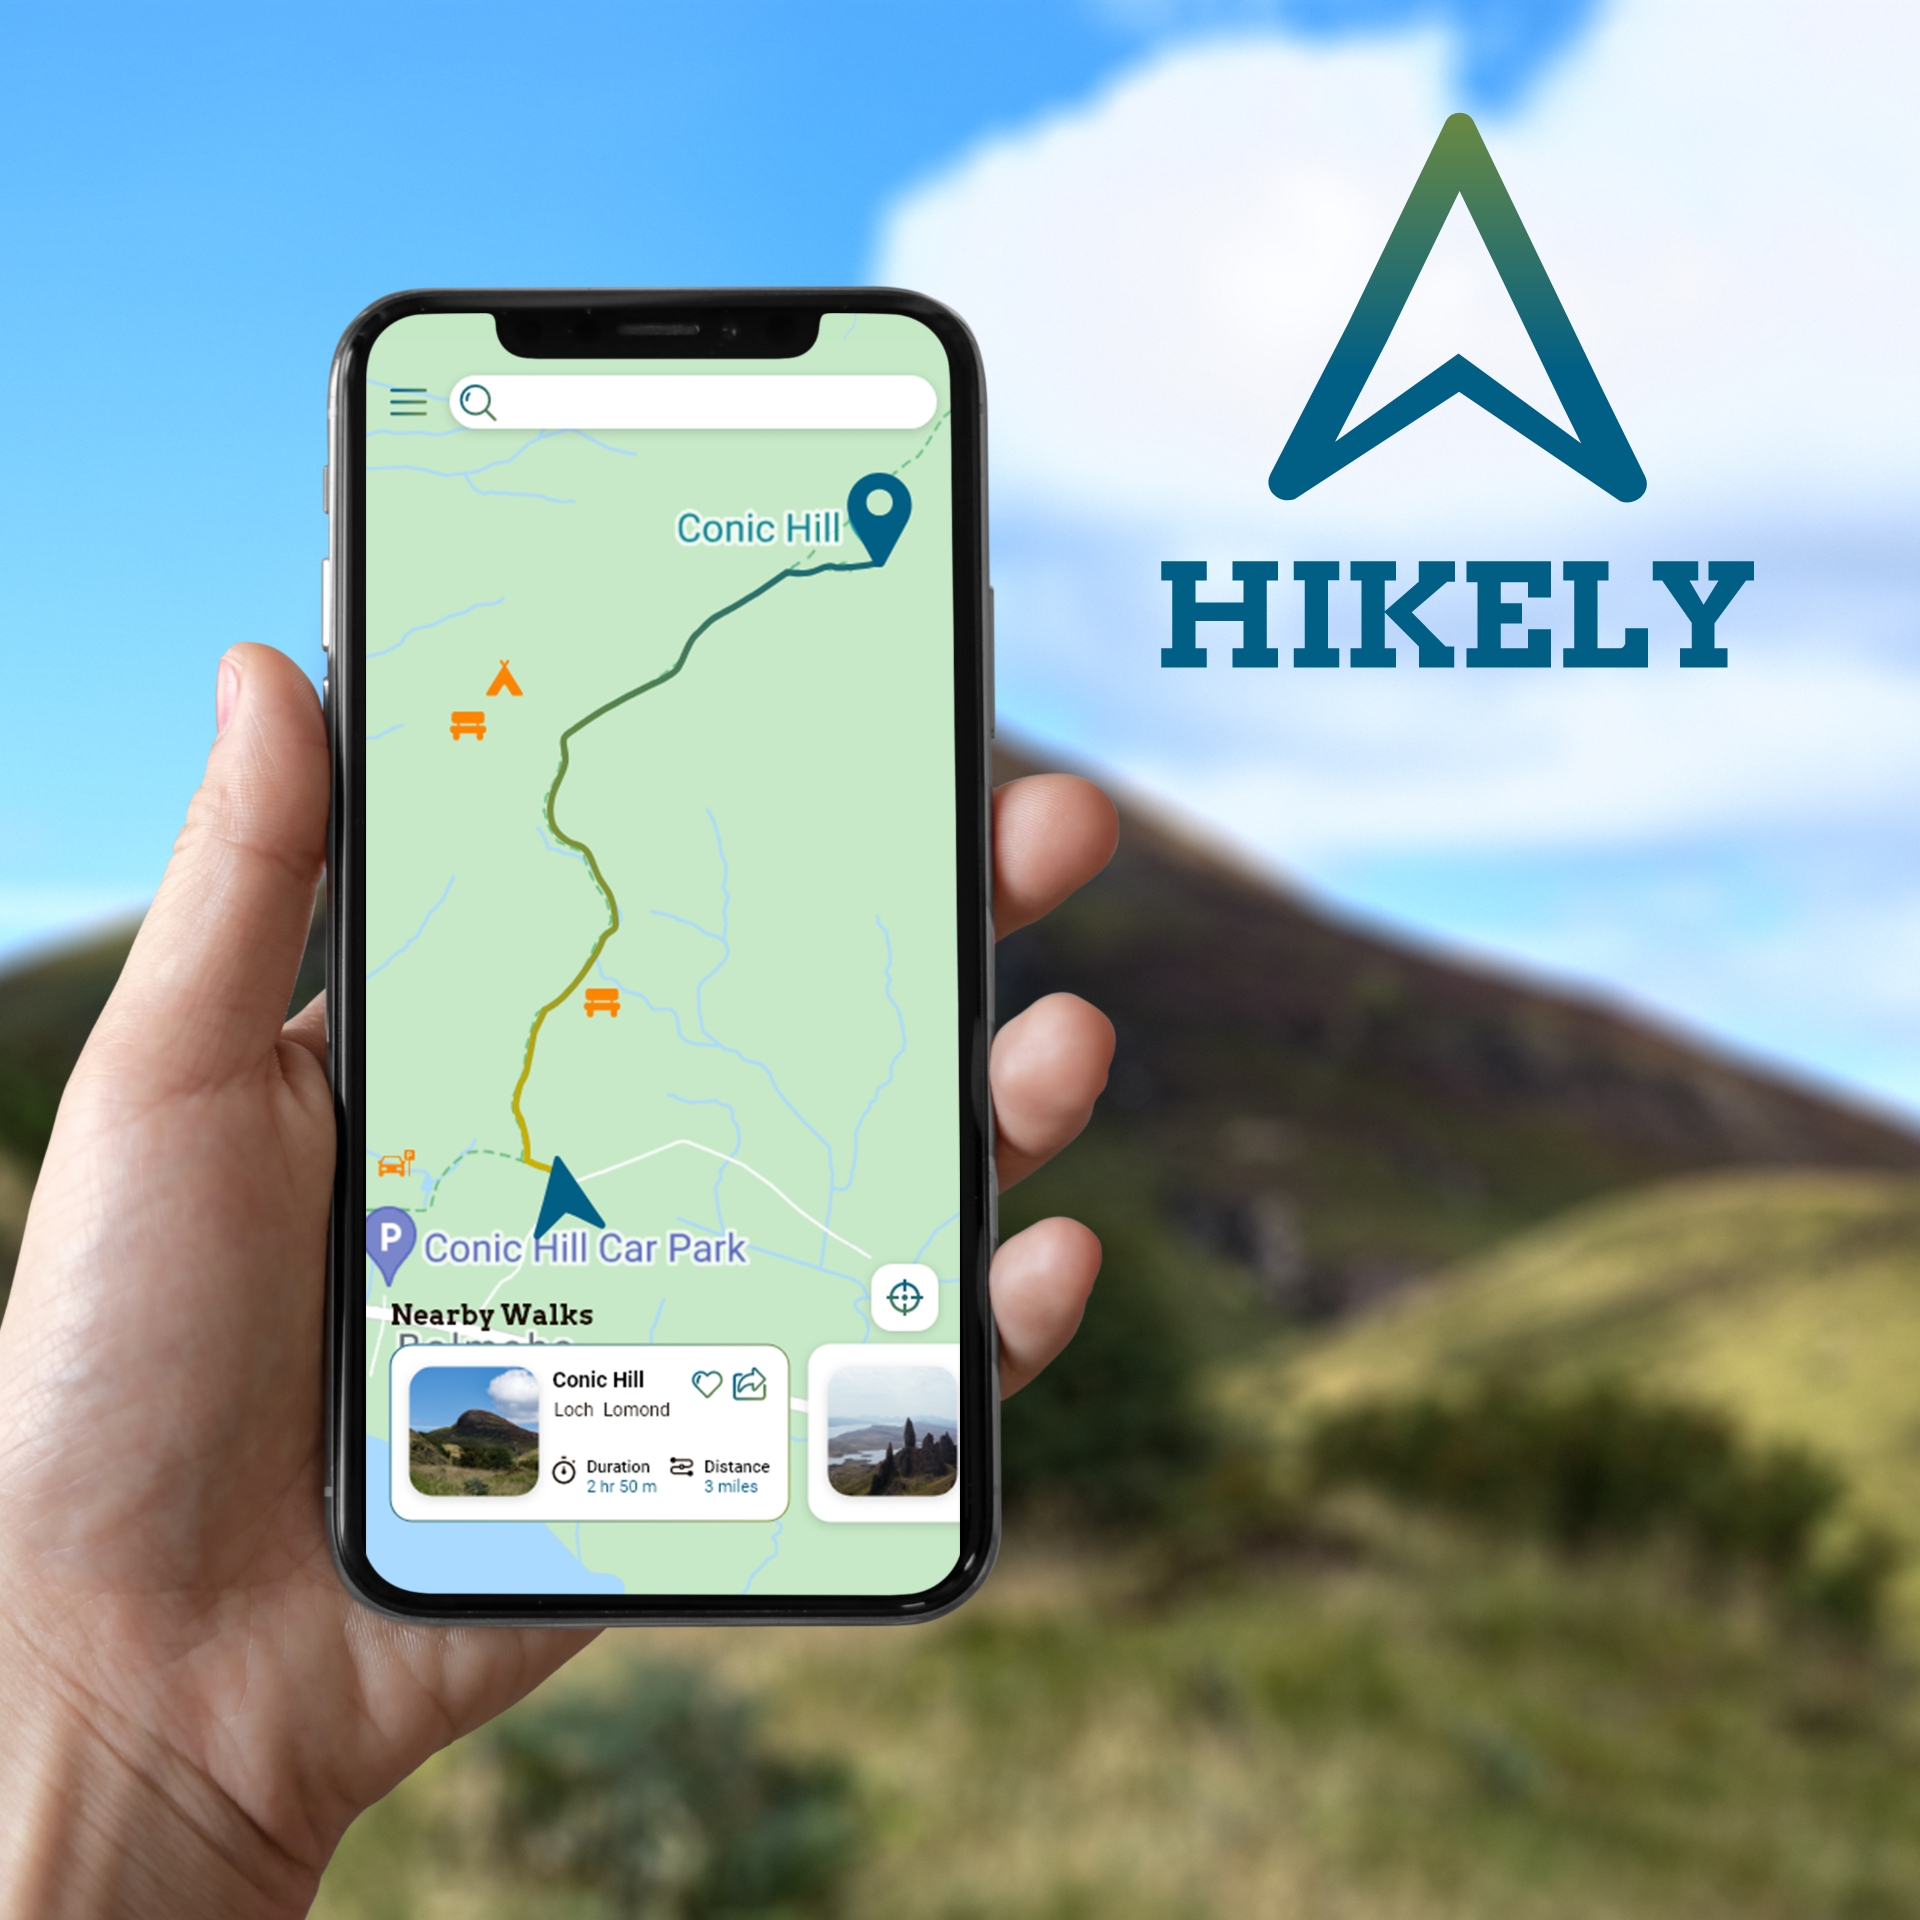 HIKELY
Conic Hill
P
Conic Hill Car Park
Nearby Walks
Conic Hill
Loch Lomond
Duration
2 hr 50 m
Distance
3 miles